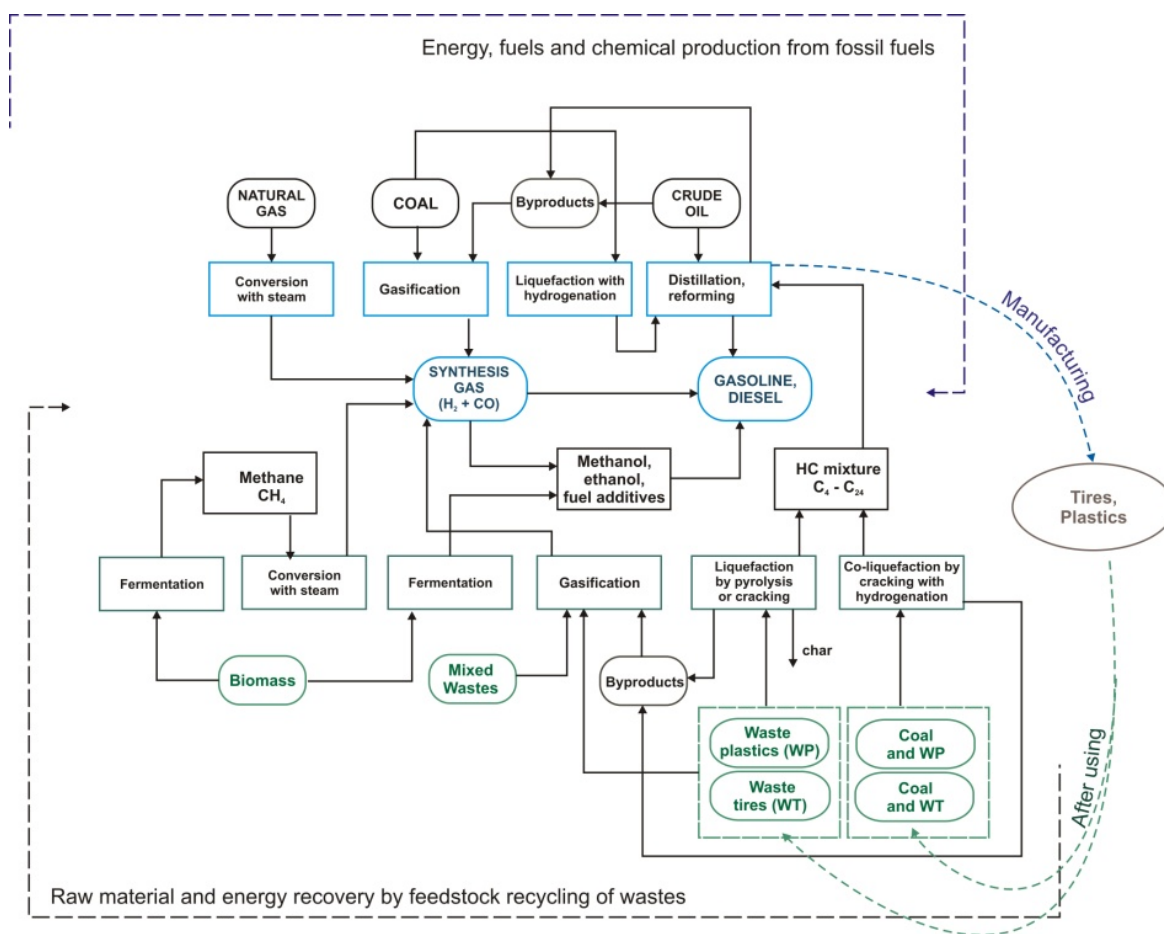 Energy, fuels and chemical production from fossil fuels
NATURAL
GAS
COAL
Byproducts
CRUDE
OIL
Conversion
with steam
Gasification
Liquefaction with
hydrogenation
Distillation,
reforming
Manufacturing
SYNTHESIS
GAS
(H₂ + CO)
GASOLINE,
DIESEL
Methane
CH₄
Methanol,
ethanol,
fuel additives
HC mixture
C₄ - C₂₄
Tires,
Plastics
Fermentation
Conversion
with steam
Fermentation
Gasification
Liquefaction
by pyrolysis
or cracking
Co-liquefaction by
cracking with
hydrogenation
char
Biomass
Mixed
Wastes
Byproducts
Waste
plastics (WP)
Coal
and WP
Waste
tires (WT)
Coal
and WT
After using
Raw material and energy recovery by feedstock recycling of wastes